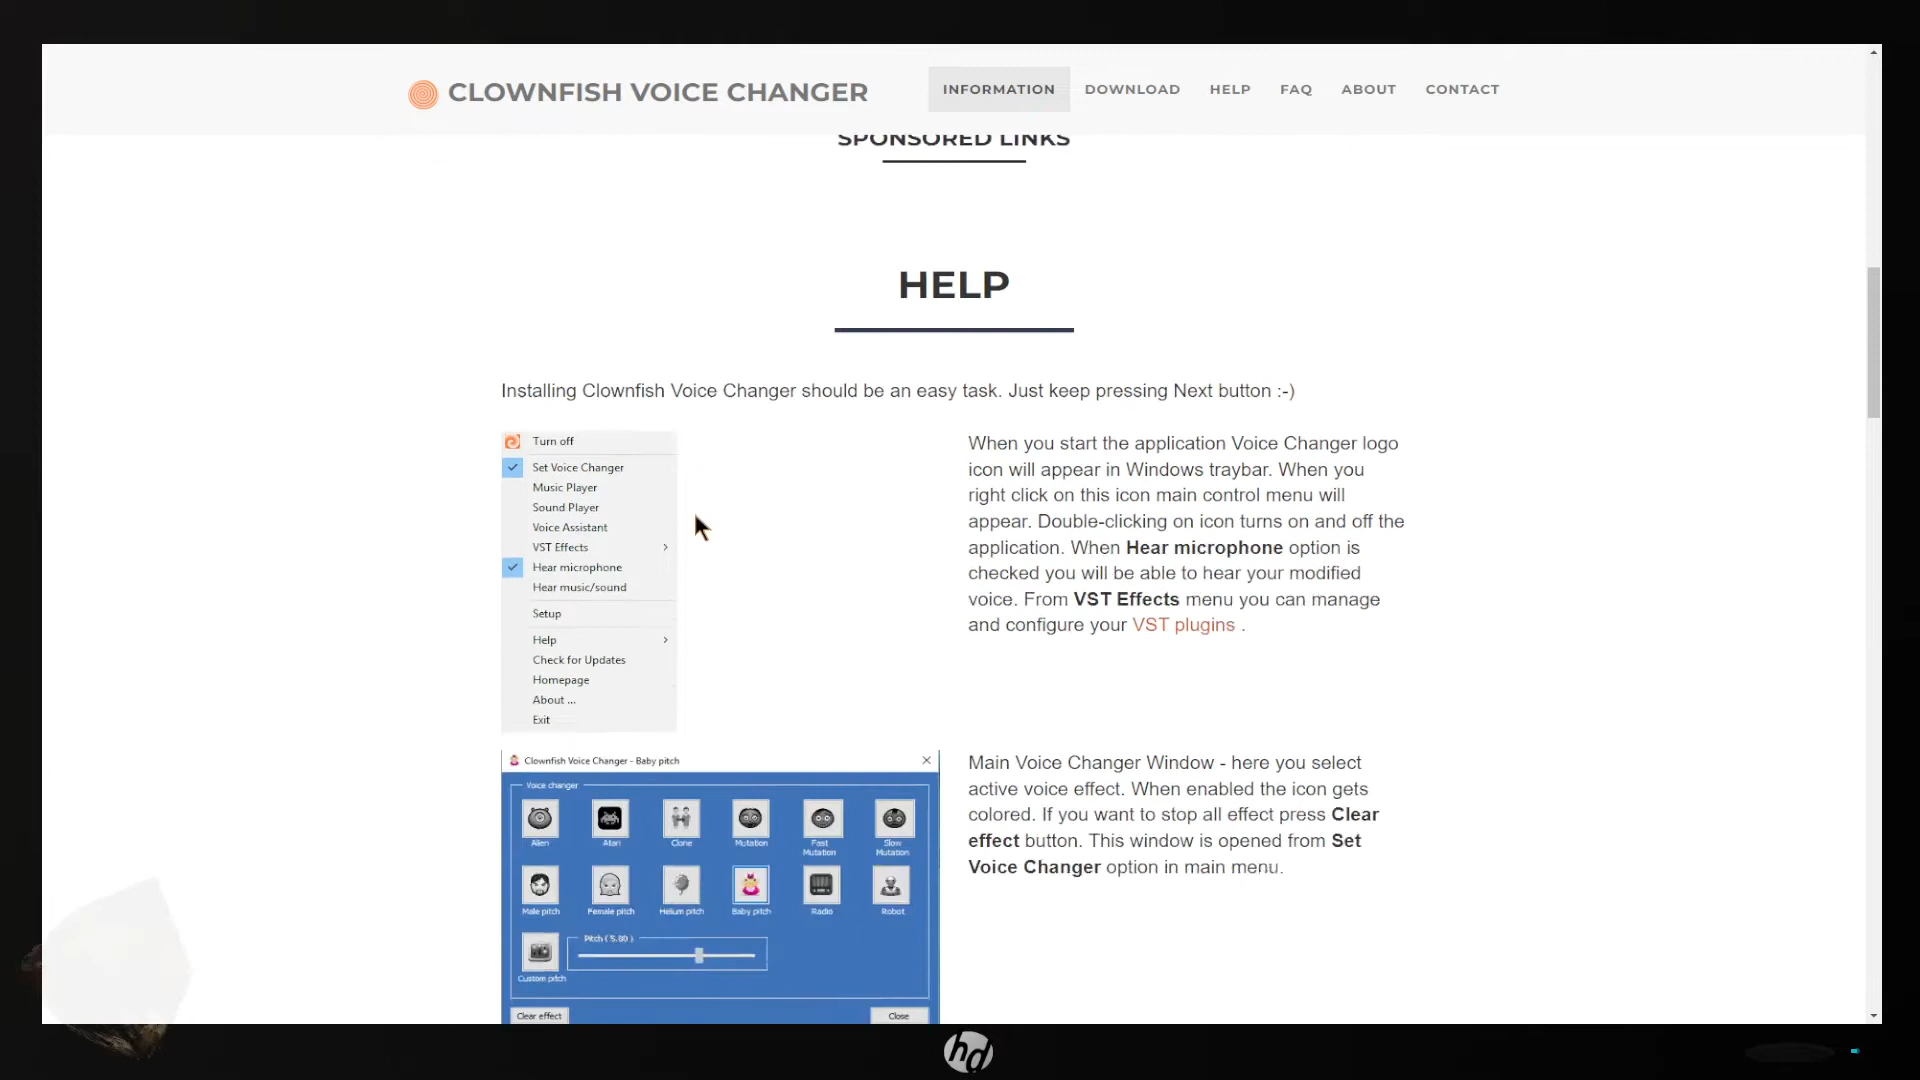 CLOWNFISH VOICE CHANGER
INFORMATION
DOWNLOAD
HELP
FAQ
ABOUT
CONTACT
SPONSORED LINKS
HELP
Installing Clownfish Voice Changer should be an easy task. Just keep pressing Next button :-)
Turn off
Set Voice Changer
Music Player
Sound Player
Voice Assistant
VST Effects
Hear microphone
Hear music/sound
Setup
Help
Check for Updates
Homepage
About ...
Exit
When you start the application Voice Changer logo
icon will appear in Windows traybar. When you
right click on this icon main control menu will
appear. Double-clicking on icon turns on and off the
application. When Hear microphone option is
checked you will be able to hear your modified
voice. From VST Effects menu you can manage
and configure your VST plugins .
Clownfish Voice Changer - Baby pitch
Voice changer
Alien
Atari
Clone
Mutation
Fast
Mutation
Slow
Mutation
Male pitch
Female pitch
Helium pitch
Baby pitch
Radio
Robot
Custom pitch
Pitch ( 5.80 )
Clear effect
Close
Main Voice Changer Window - here you select
active voice effect. When enabled the icon gets
colored. If you want to stop all effect press Clear
effect button. This window is opened from Set
Voice Changer option in main menu.
hp